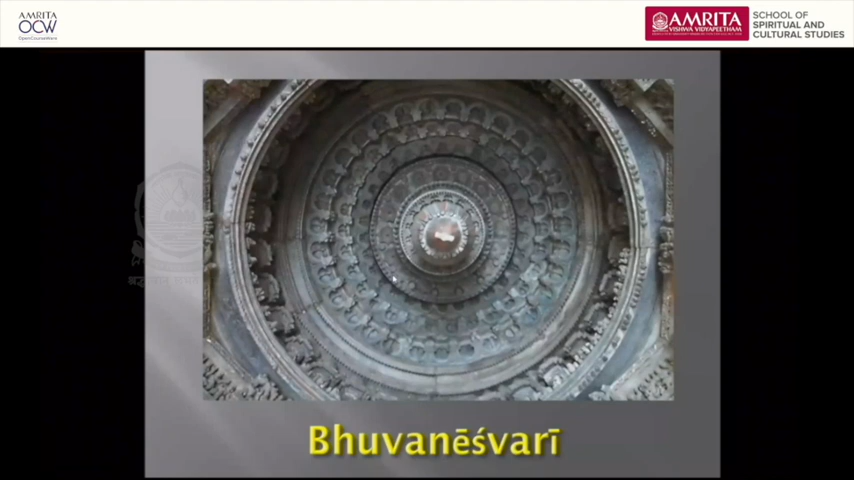 AMRITA
OCW
OpenCourseWare
AMRITA
VISHWA VIDYAPEETHAM
SCHOOL OF
SPIRITUAL AND
CULTURAL STUDIES
Bhuvanēśvarī